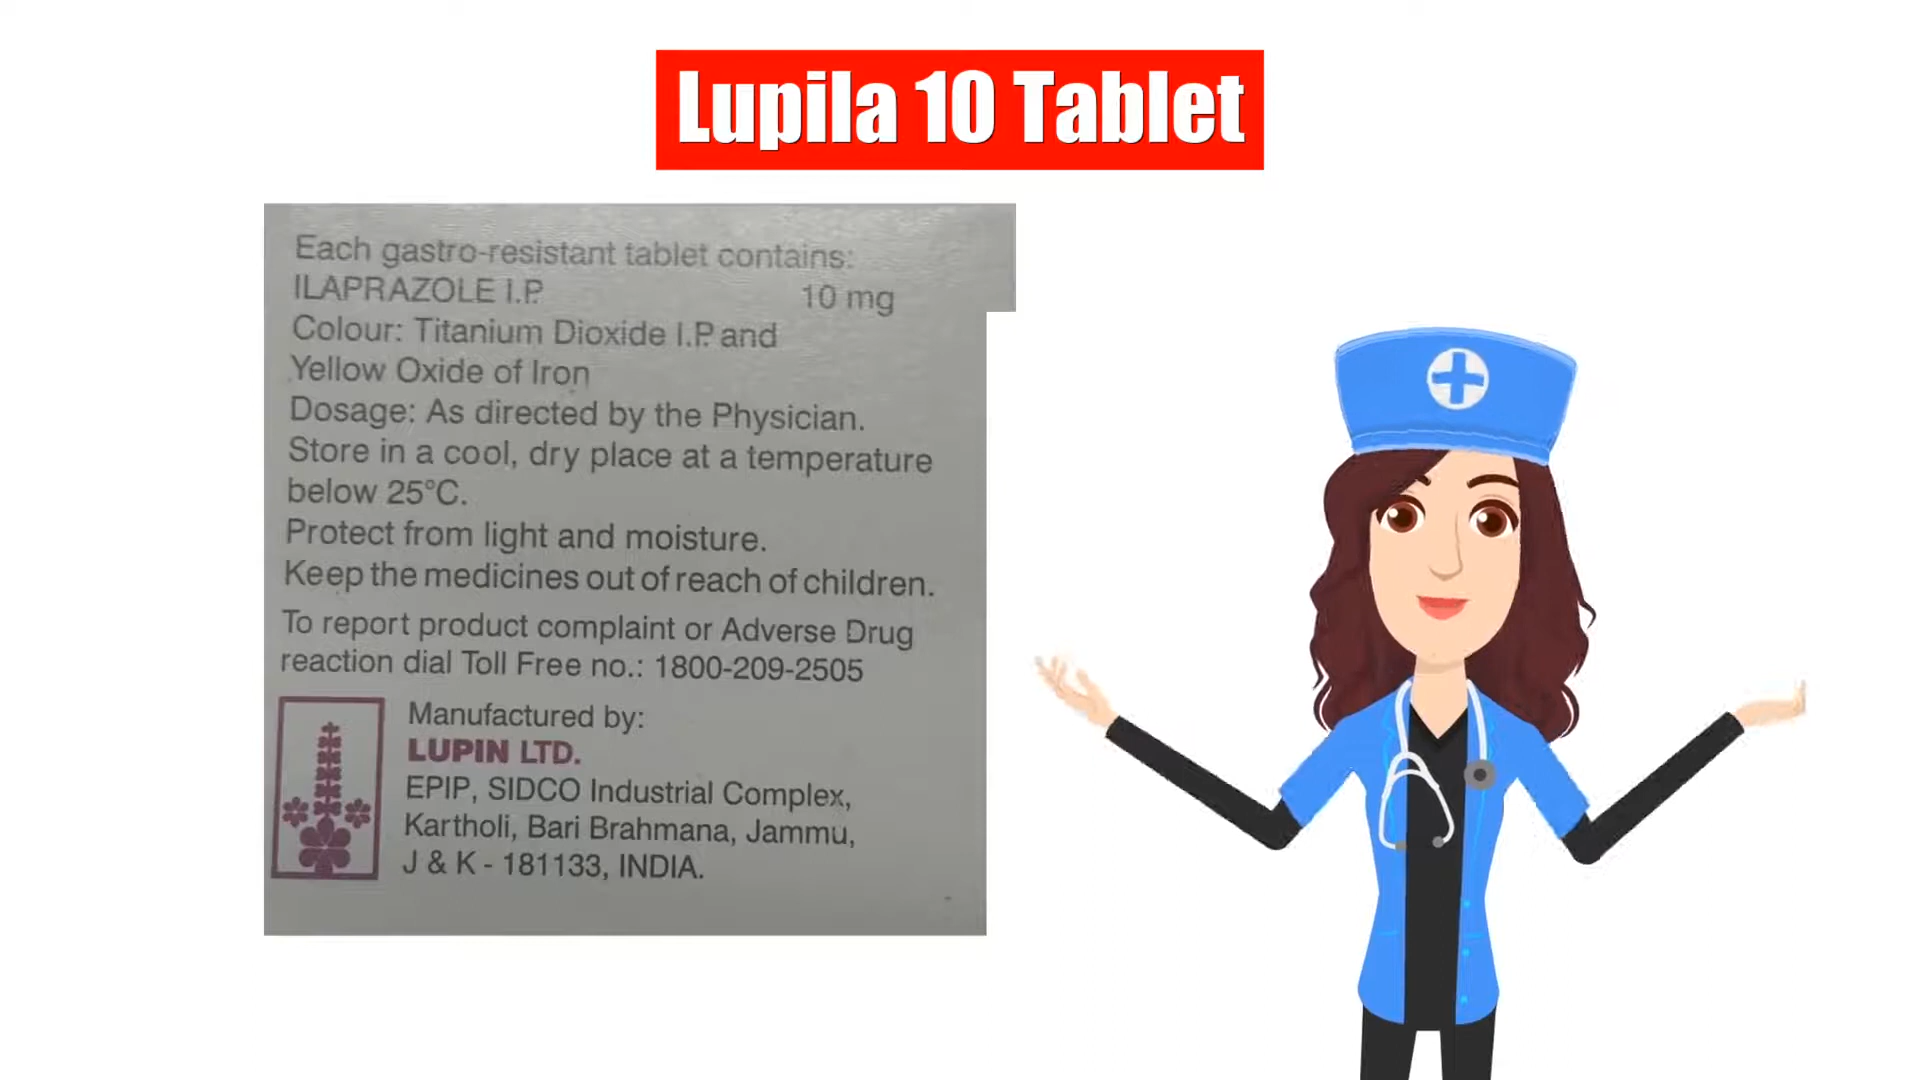 Lupila 10 Tablet
Each gastro-resistant tablet contains:
ILAPRAZOLE I.P. 10 mg
Colour: Titanium Dioxide I.P. and
Yellow Oxide of Iron
Dosage: As directed by the Physician.
Store in a cool, dry place at a temperature
below 25°C.
Protect from light and moisture.
Keep the medicines out of reach of children.
To report product complaint or Adverse Drug
reaction dial Toll Free no.: 1800-209-2505
Manufactured by:
LUPIN LTD.
EPIP, SIDCO Industrial Complex,
Kartholi, Bari Brahmana, Jammu,
J & K - 181133, INDIA.